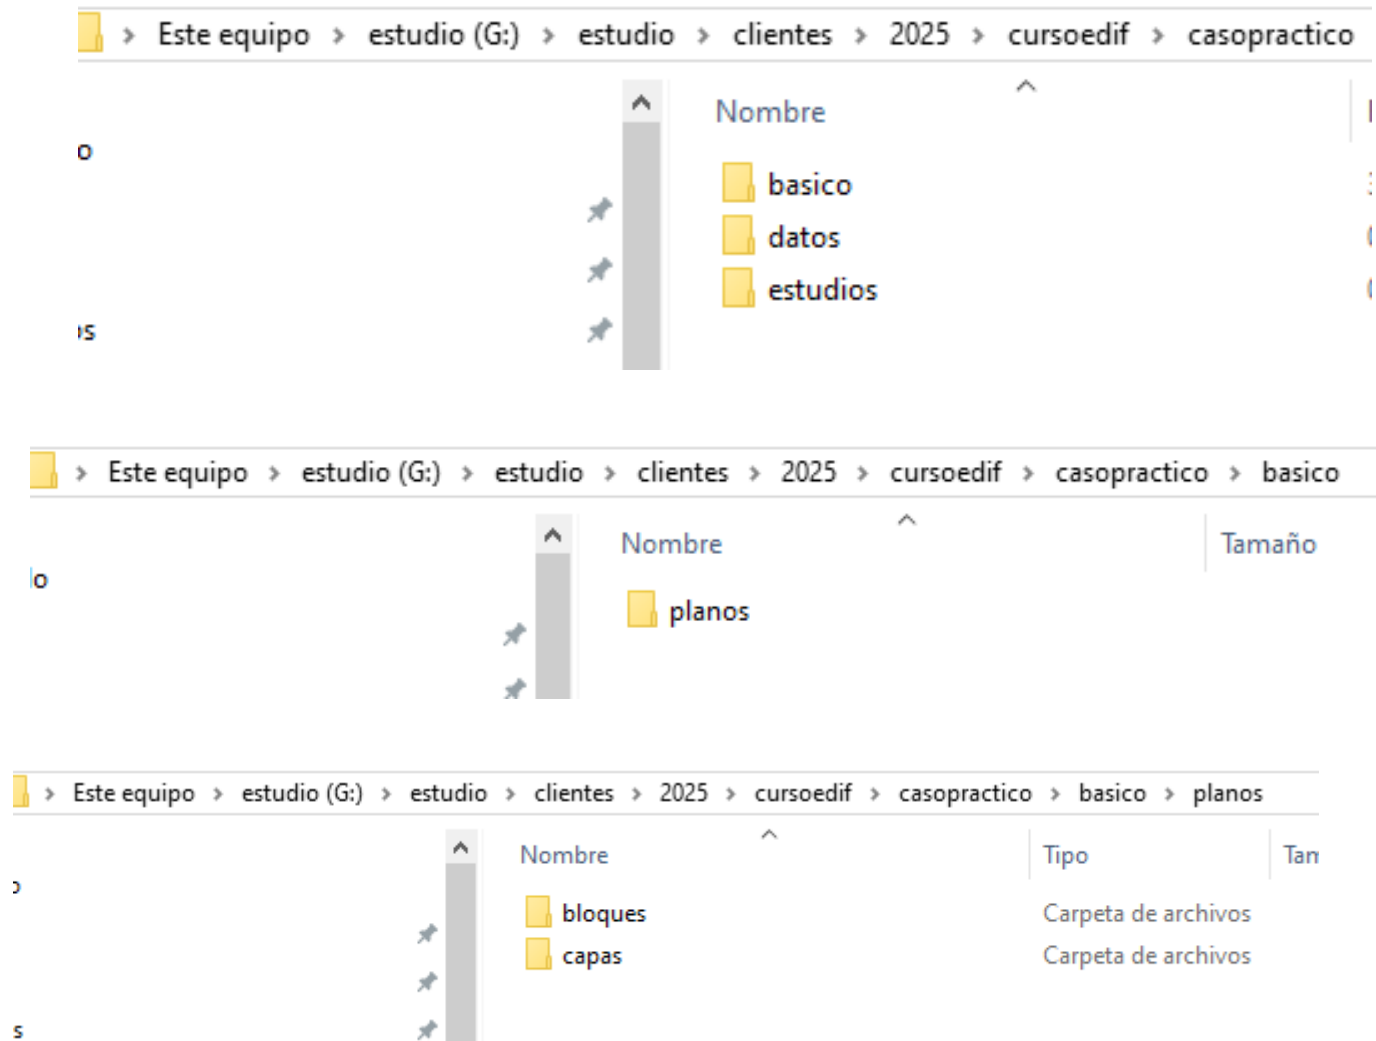 Este equipo > estudio (G:) > estudio > clientes > 2025 > cursoedif > casopractico
Nombre
basico
datos
estudios
Este equipo > estudio (G:) > estudio > clientes > 2025 > cursoedif > casopractico > basico
Nombre Tamaño
planos
Este equipo > estudio (G:) > estudio > clientes > 2025 > cursoedif > casopractico > basico > planos
Nombre Tipo
bloques Carpeta de archivos
capas Carpeta de archivos